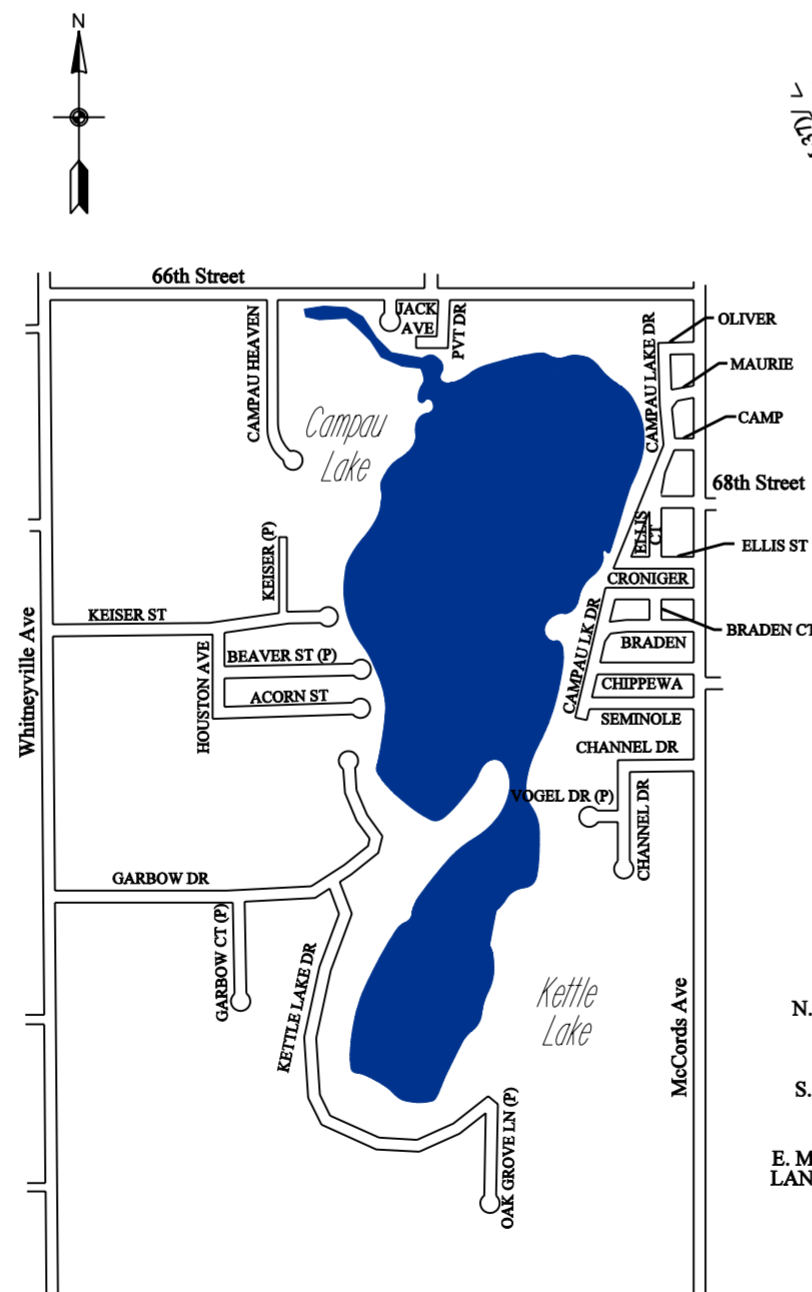 N
66th Street
JACK
AVE
PVT DR
CAMPAU HEAVEN
CAMPAU LAKE DR
OLIVER
MAURIE
CAMP
Campau
Lake
68th Street
ELLIS
CT
ELLIS ST
KEISER (P)
CRONIGER
KEISER ST
BRADEN CT
BRADEN
Whitneyville Ave
HOUSTON AVE
BEAVER ST (P)
CAMPAU LK DR
CHIPPEWA
ACORN ST
SEMINOLE
CHANNEL DR
VOGEL DR (P)
CHANNEL DR
GARBOW DR
GARBOW CT (P)
KETTLE LAKE DR
Kettle
Lake
McCords Ave
N.
S.
OAK GROVE LN (P)
E. M
LAN